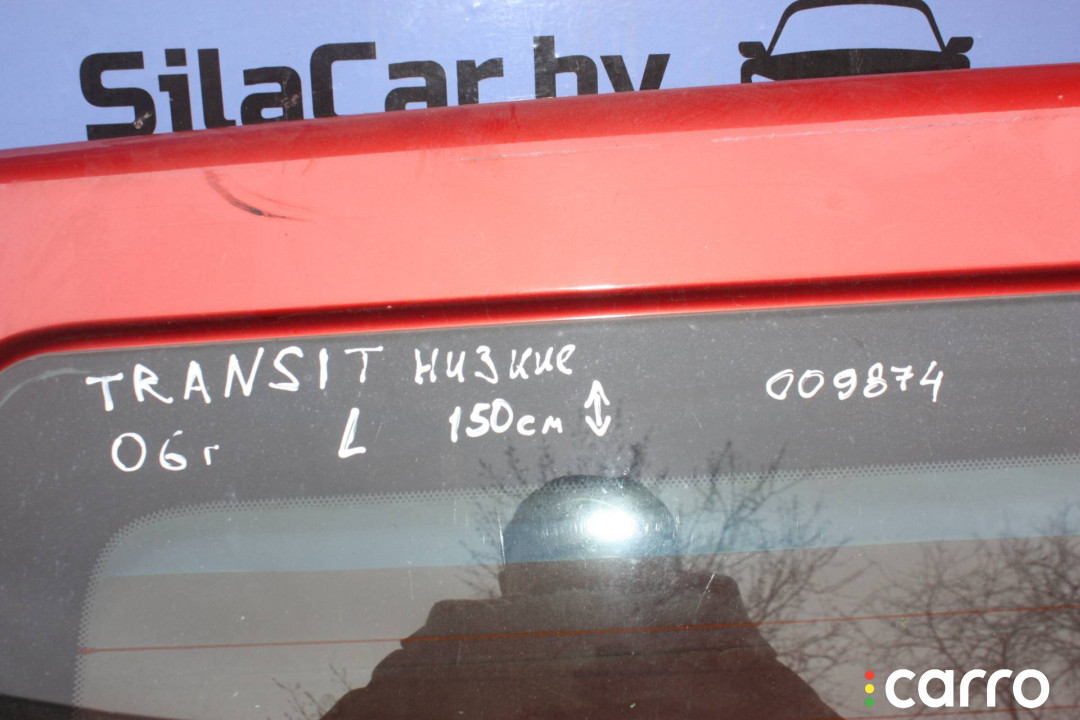 SilaCar.by
TRANSIT низкие
009874
06г L 150см ↕
carro